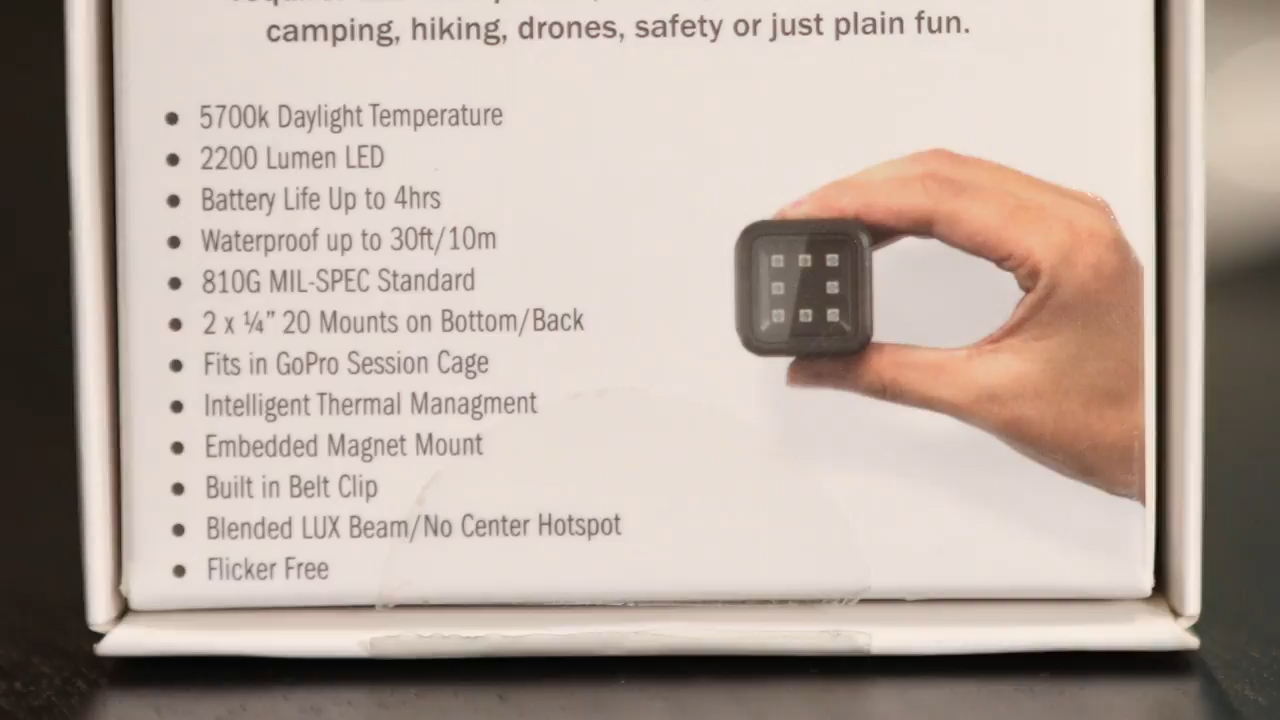 camping, hiking, drones, safety or just plain fun.
• 5700k Daylight Temperature
• 2200 Lumen LED
• Battery Life Up to 4hrs
• Waterproof up to 30ft/10m
• 810G MIL-SPEC Standard
• 2 x ¼” 20 Mounts on Bottom/Back
• Fits in GoPro Session Cage
• Intelligent Thermal Managment
• Embedded Magnet Mount
• Built in Belt Clip
• Blended LUX Beam/No Center Hotspot
• Flicker Free